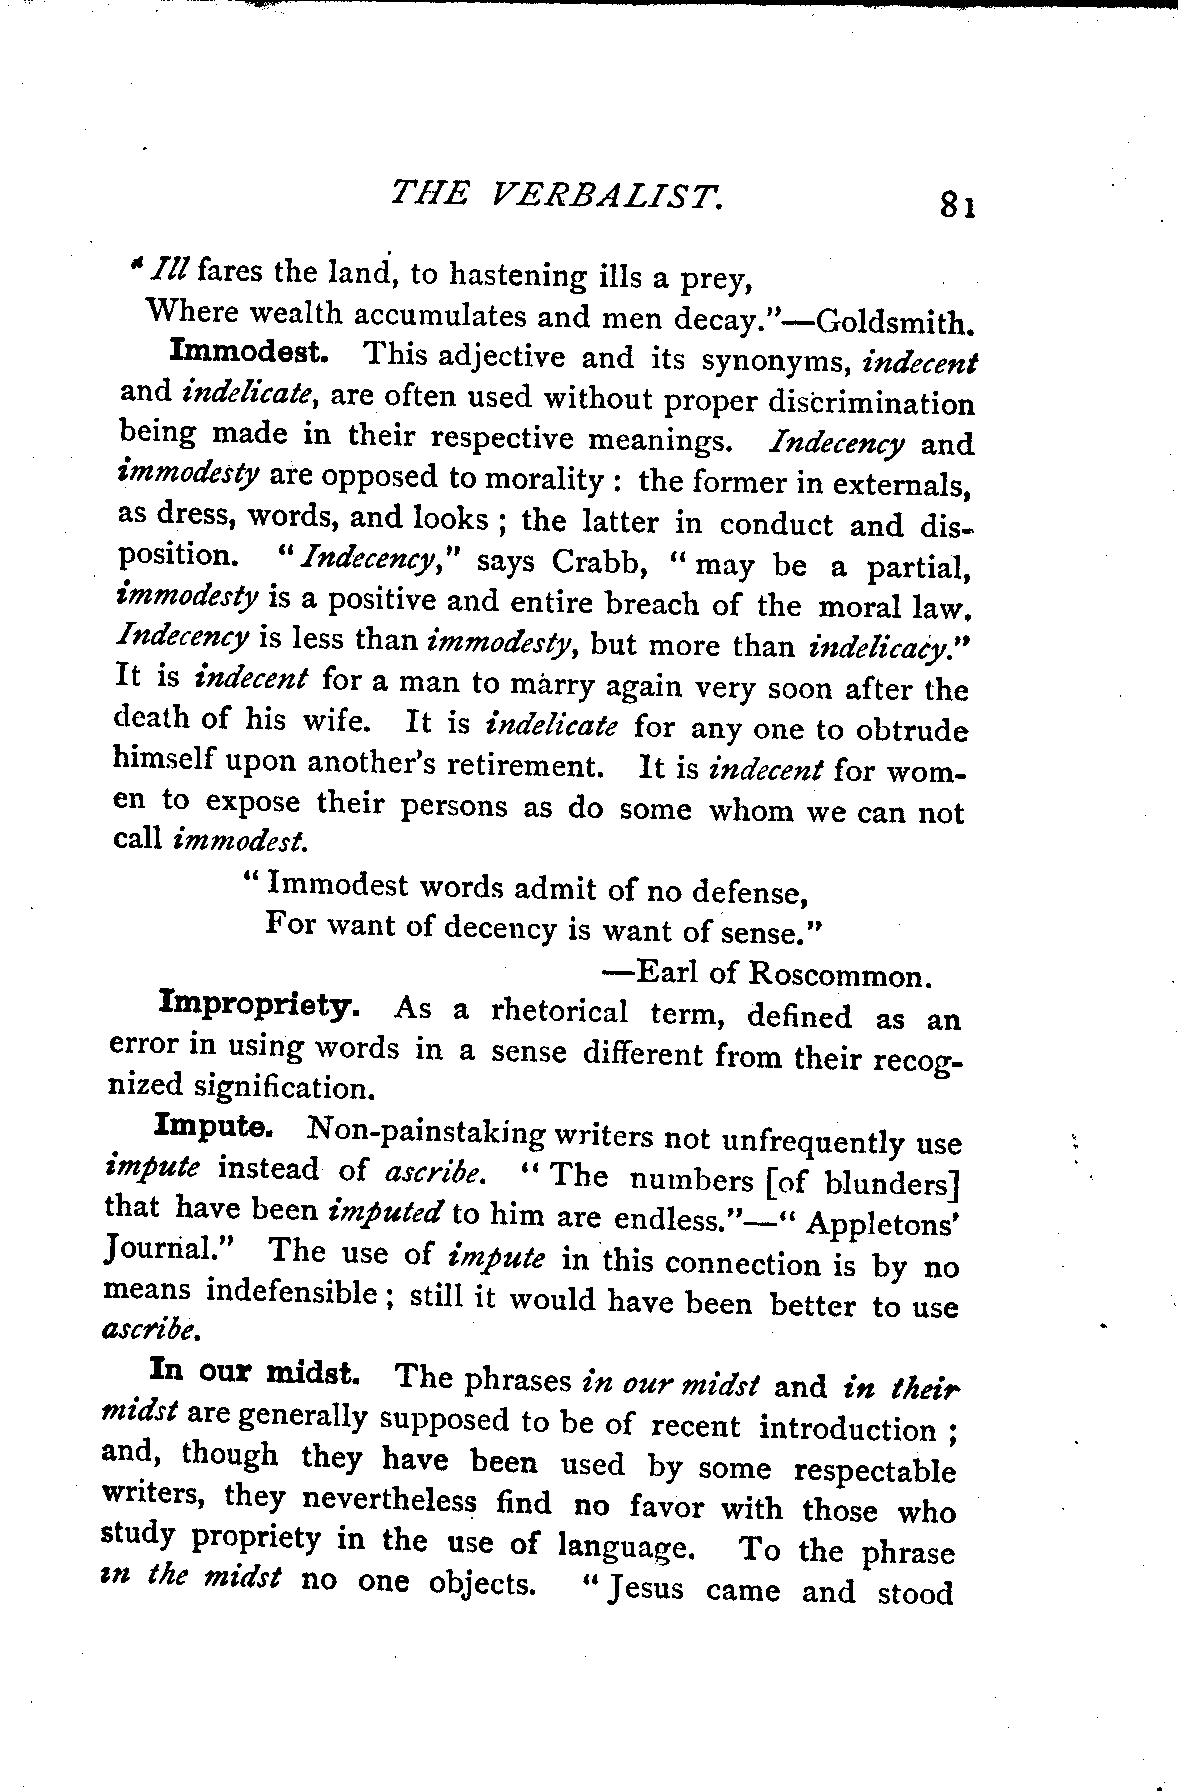 THE VERBALIST. 81
" Ill fares the land, to hastening ills a prey,
Where wealth accumulates and men decay."—Goldsmith.
Immodest. This adjective and its synonyms, indecent
and indelicate, are often used without proper discrimination
being made in their respective meanings. Indecency and
immodesty are opposed to morality : the former in externals,
as dress, words, and looks ; the latter in conduct and dis-
position. " Indecency," says Crabb, " may be a partial,
immodesty is a positive and entire breach of the moral law.
Indecency is less than immodesty, but more than indelicacy."
It is indecent for a man to marry again very soon after the
death of his wife. It is indelicate for any one to obtrude
himself upon another's retirement. It is indecent for wom-
en to expose their persons as do some whom we can not
call immodest.
" Immodest words admit of no defense,
For want of decency is want of sense."
—Earl of Roscommon.
Impropriety. As a rhetorical term, defined as an
error in using words in a sense different from their recog-
nized signification.
Impute. Non-painstaking writers not unfrequently use
impute instead of ascribe. " The numbers [of blunders]
that have been imputed to him are endless."—" Appletons'
Journal." The use of impute in this connection is by no
means indefensible ; still it would have been better to use
ascribe.
In our midst. The phrases in our midst and in their
midst are generally supposed to be of recent introduction ;
and, though they have been used by some respectable
writers, they nevertheless find no favor with those who
study propriety in the use of language. To the phrase
in the midst no one objects. " Jesus came and stood